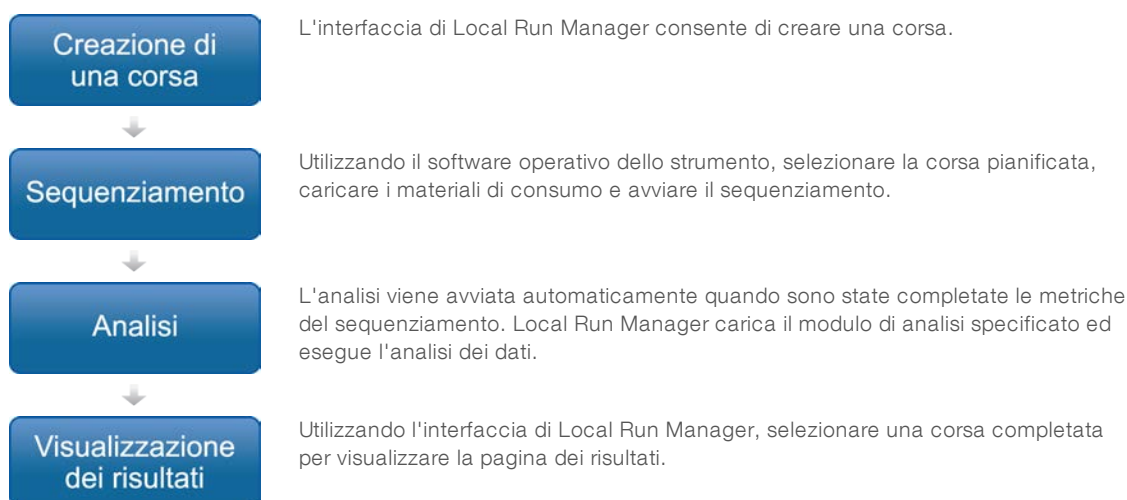 Creazione di
una corsa
L'interfaccia di Local Run Manager consente di creare una corsa.
Sequenziamento
Utilizzando il software operativo dello strumento, selezionare la corsa pianificata,
caricare i materiali di consumo e avviare il sequenziamento.
Analisi
L'analisi viene avviata automaticamente quando sono state completate le metriche
del sequenziamento. Local Run Manager carica il modulo di analisi specificato ed
esegue l'analisi dei dati.
Visualizzazione
dei risultati
Utilizzando l'interfaccia di Local Run Manager, selezionare una corsa completata
per visualizzare la pagina dei risultati.